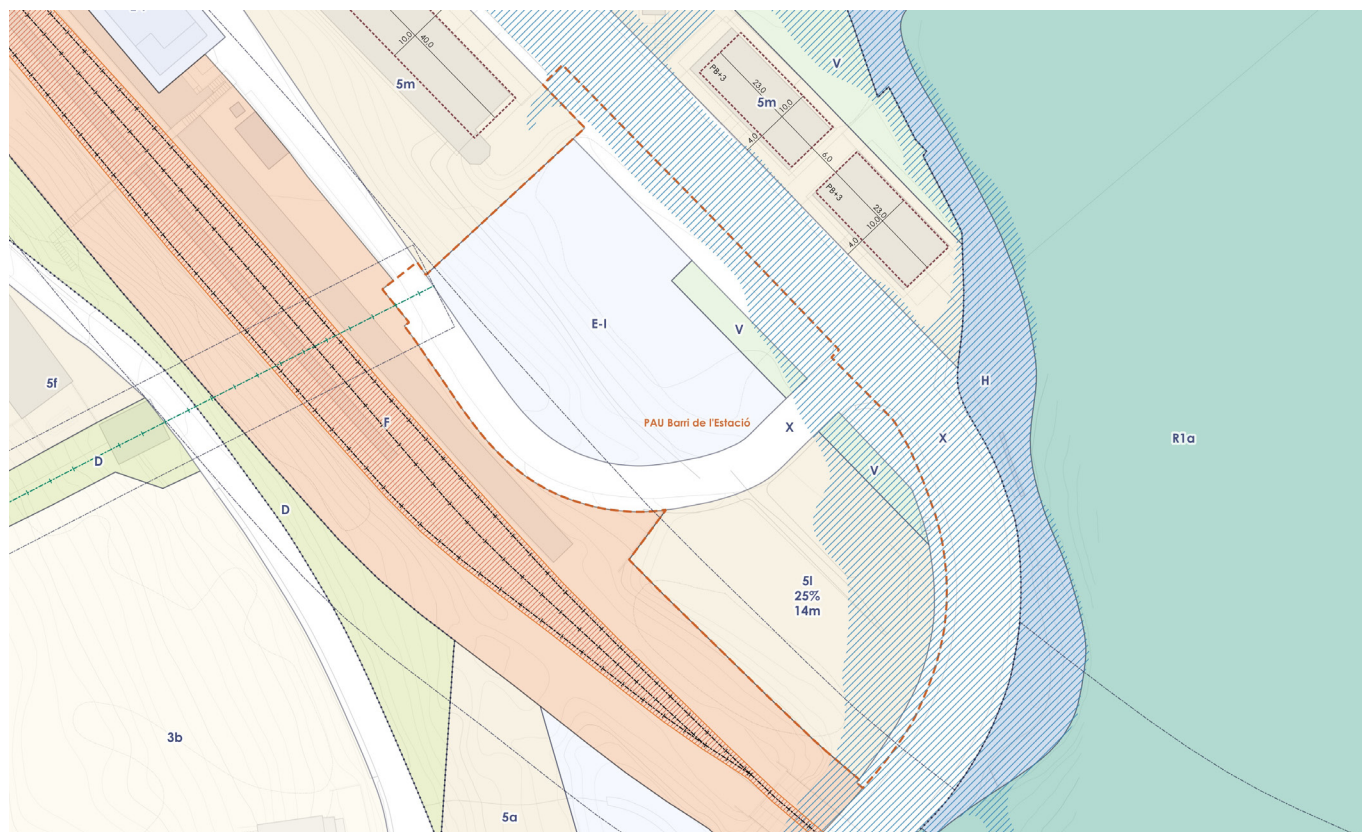 10.0
40.0
5m
V
PB+3
23.0
5m
10.0
4.0
6.0
PB+3
23.0
10.0
4.0
E-I
V
H
5f
F
PAU Barri de l'Estació
X
X
R1a
D
V
D
5l
25%
14m
3b
5a